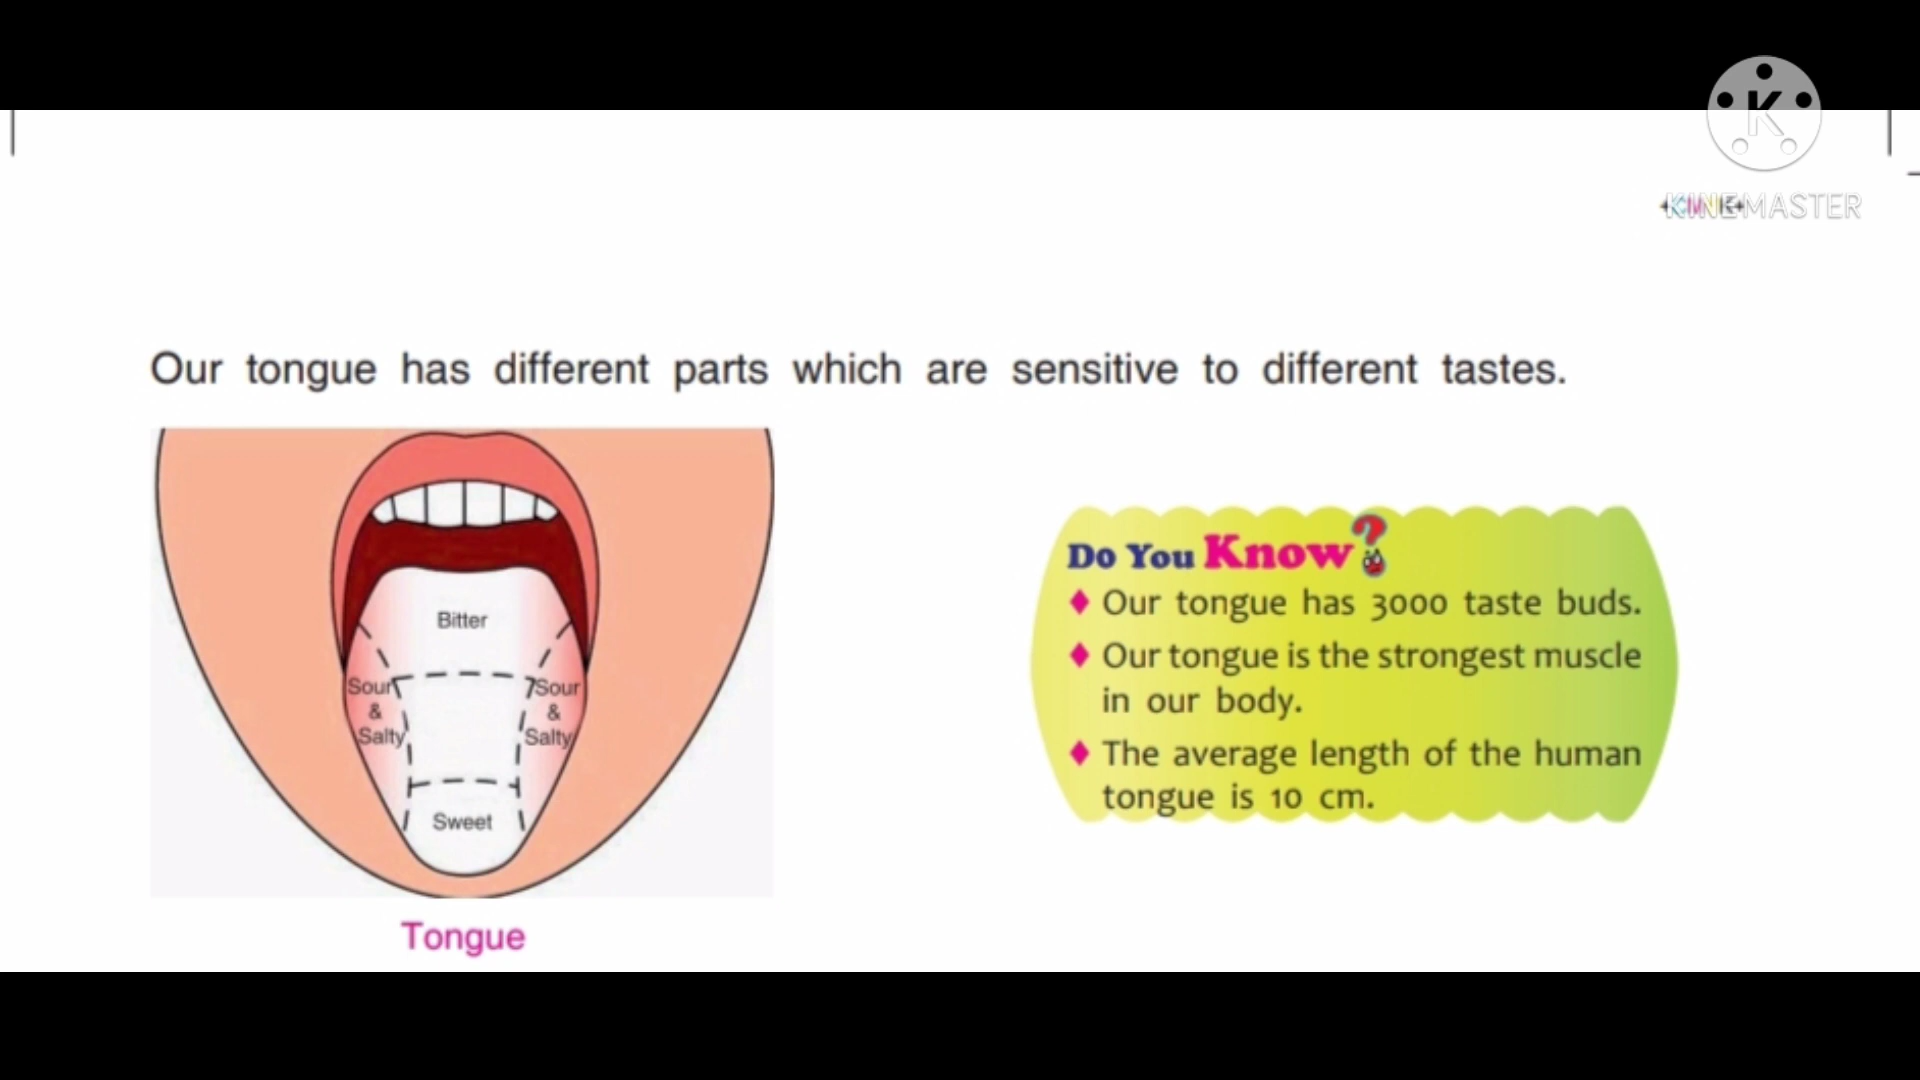 K
KINEMASTER
Our tongue has different parts which are sensitive to different tastes.
Bitter
Sour
&
Salty
Sour
&
Salty
Sweet
Tongue
Do You Know?
♦ Our tongue has 3000 taste buds.
♦ Our tongue is the strongest muscle
in our body.
♦ The average length of the human
tongue is 10 cm.